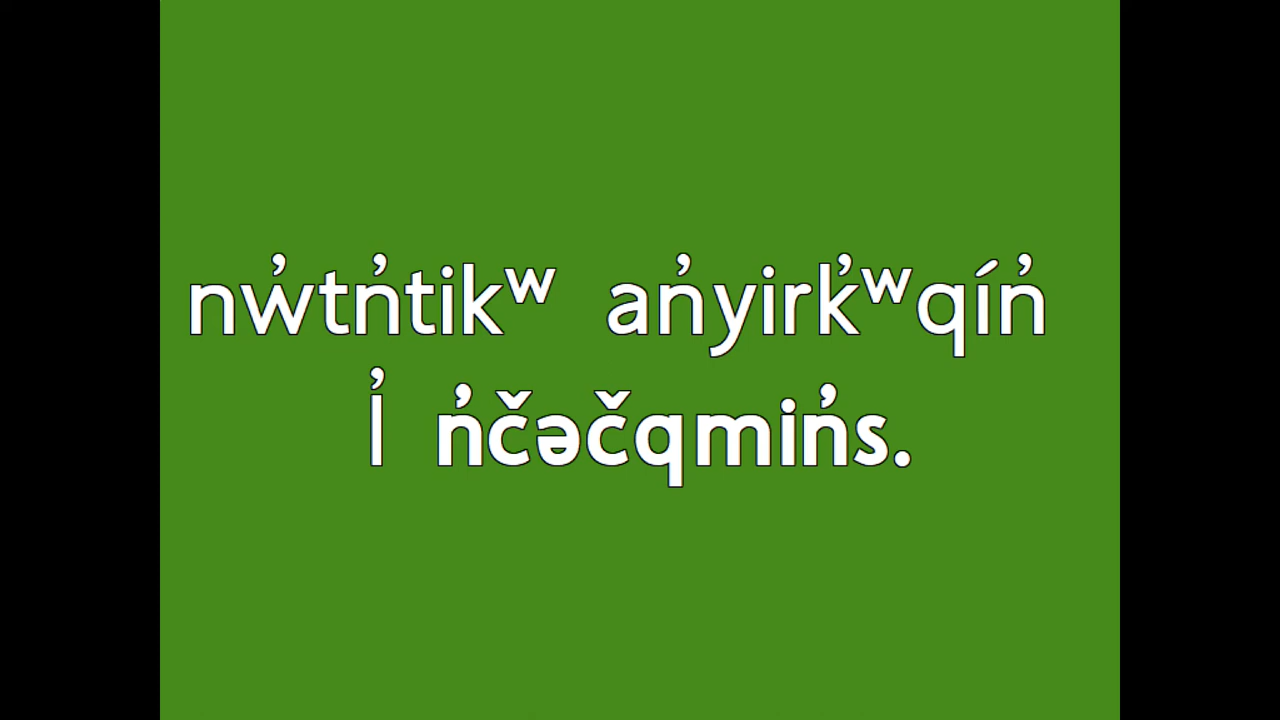 nw̓tn̓tikʷ an̓yirk̓ʷqín̓
l̓ n̓čəčqmin̓s.